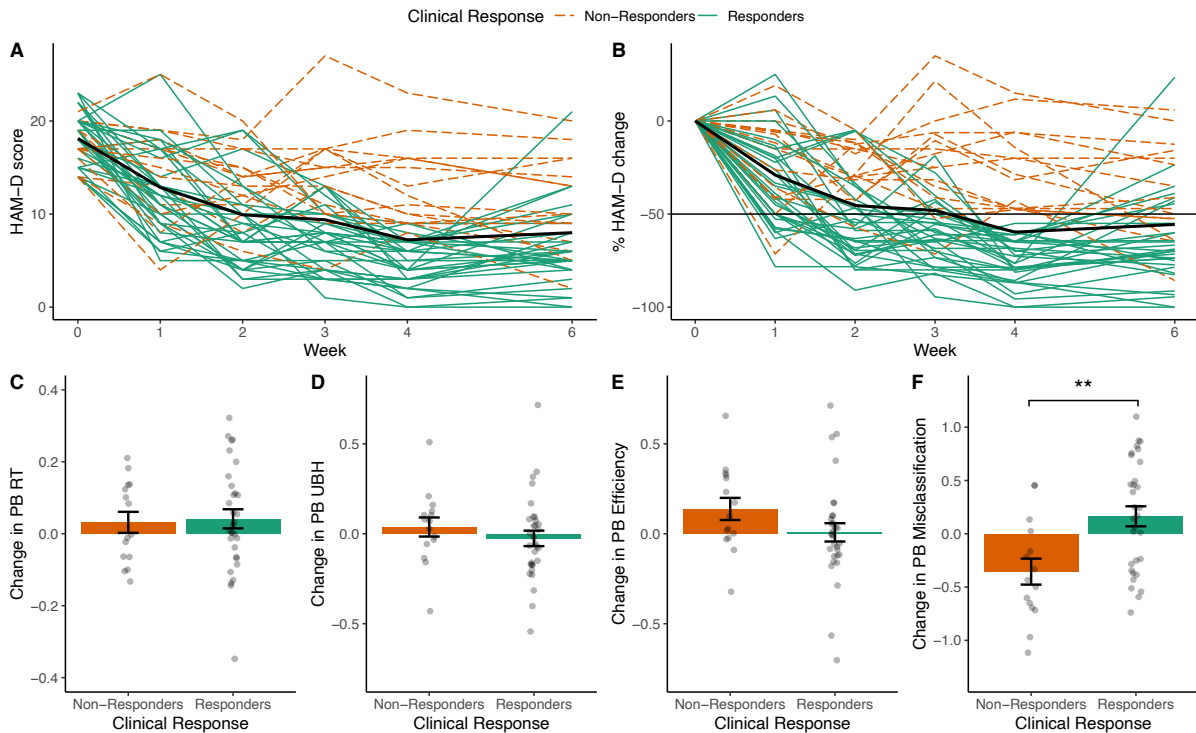 Clinical Response Non−Responders Responders
A
HAM−D score
20
10
0
0 1 2 3 4 6
Week
B
% HAM−D change
0
−50
−100
0 1 2 3 4 6
Week
C
Change in PB RT
0.4
0.2
0.0
−0.2
−0.4
Non−Responders Responders
Clinical Response
D
Change in PB UBH
0.5
0.0
−0.5
Non−Responders Responders
Clinical Response
E
Change in PB Efficiency
0.5
0.0
−0.5
Non−Responders Responders
Clinical Response
F
**
Change in PB Misclassification
1.0
0.5
0.0
−0.5
−1.0
Non−Responders Responders
Clinical Response